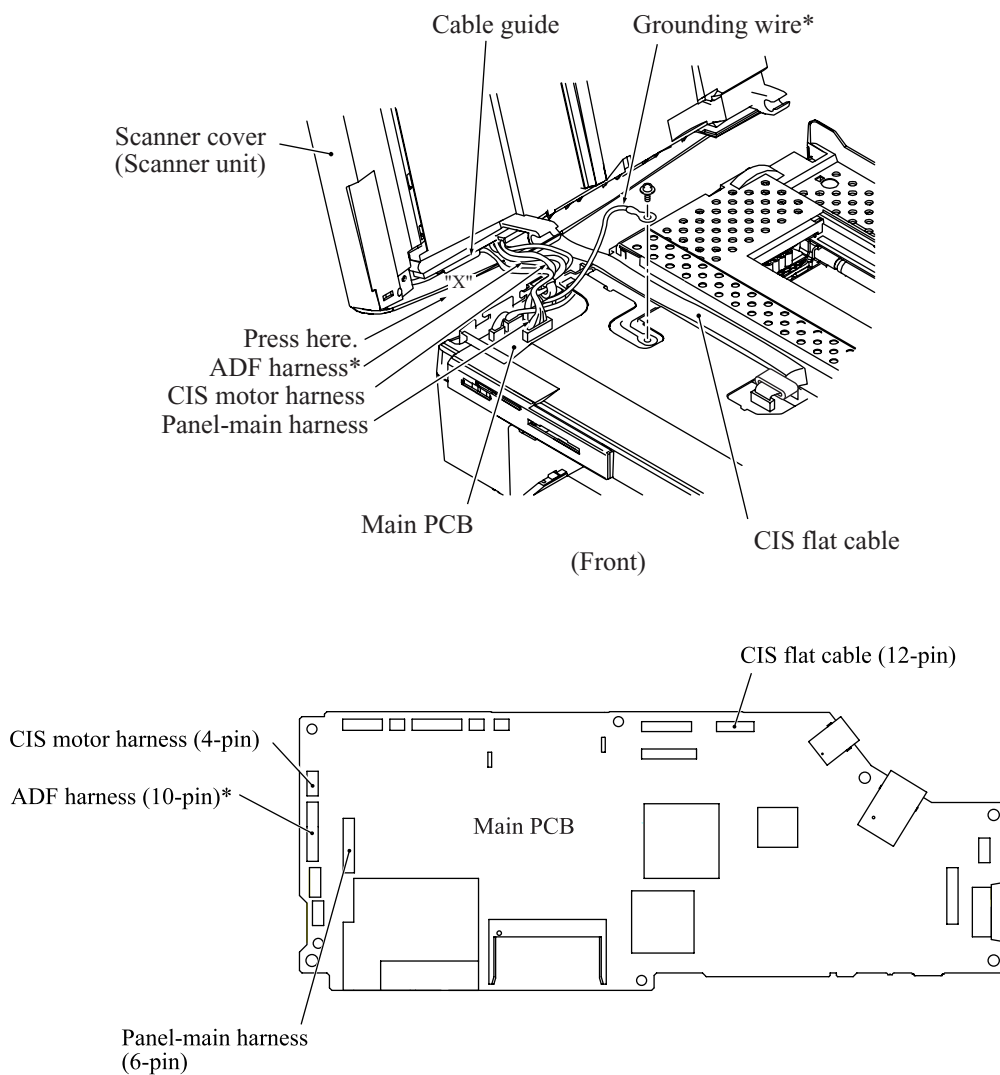 Cable guide
Grounding wire*
Scanner cover
(Scanner unit)
"X"
Press here.
ADF harness*
CIS motor harness
Panel-main harness
Main PCB
CIS flat cable
(Front)
CIS flat cable (12-pin)
CIS motor harness (4-pin)
ADF harness (10-pin)*
Main PCB
Panel-main harness
(6-pin)